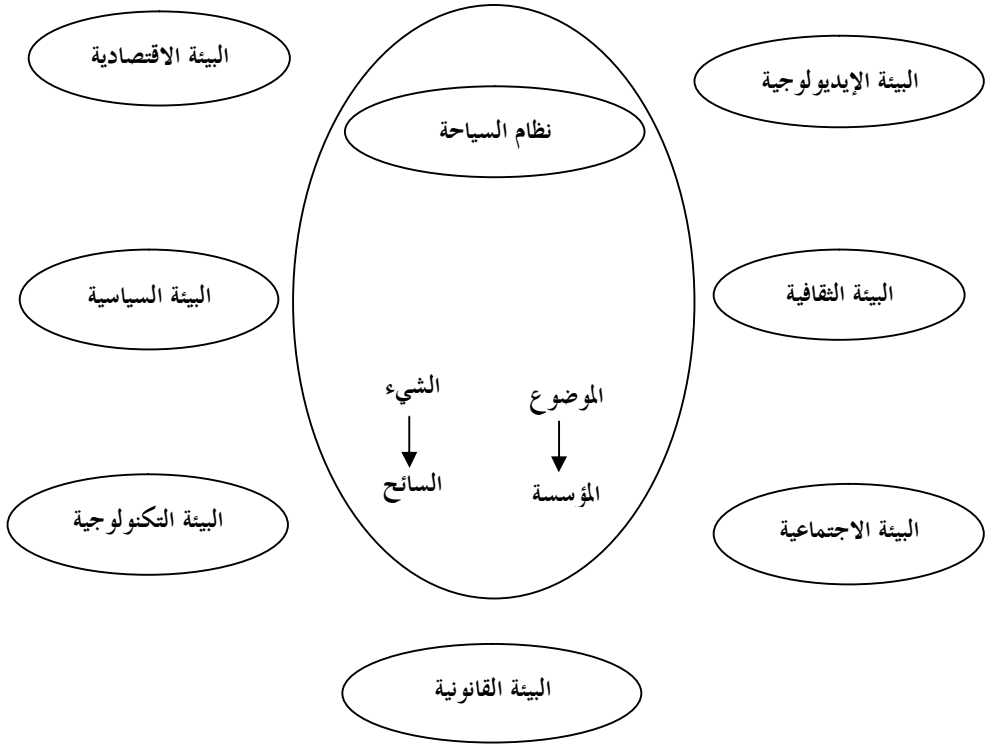 البيئة الإيديولوجية
البيئة الاقتصادية
نظام السياحة
البيئة الثقافية
البيئة السياسية
الموضوع
الشيء
المؤسسة
السائح
البيئة الاجتماعية
البيئة التكنولوجية
البيئة القانونية